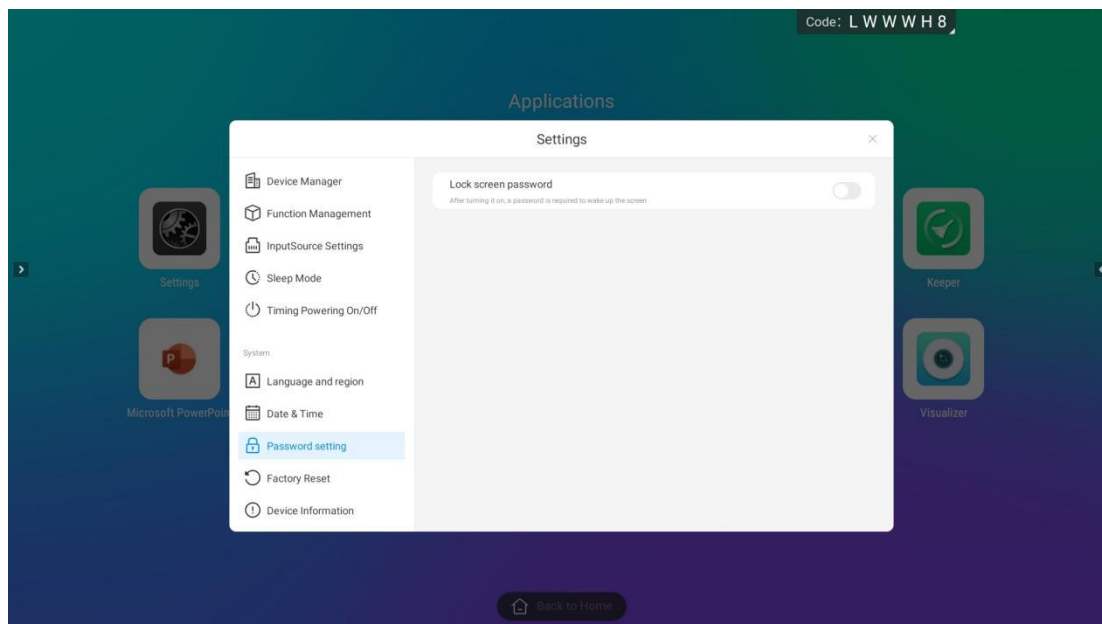 Code: L W W W H 8
Applications
Settings
Device Manager
Function Management
InputSource Settings
Sleep Mode
Timing Powering On/Off
System
Language and region
Date & Time
Password setting
Factory Reset
Device Information
Lock screen password
After turning it on, a password is required to wake up the screen
Settings
Microsoft PowerPoin
Keeper
Visualizer
Back to Home